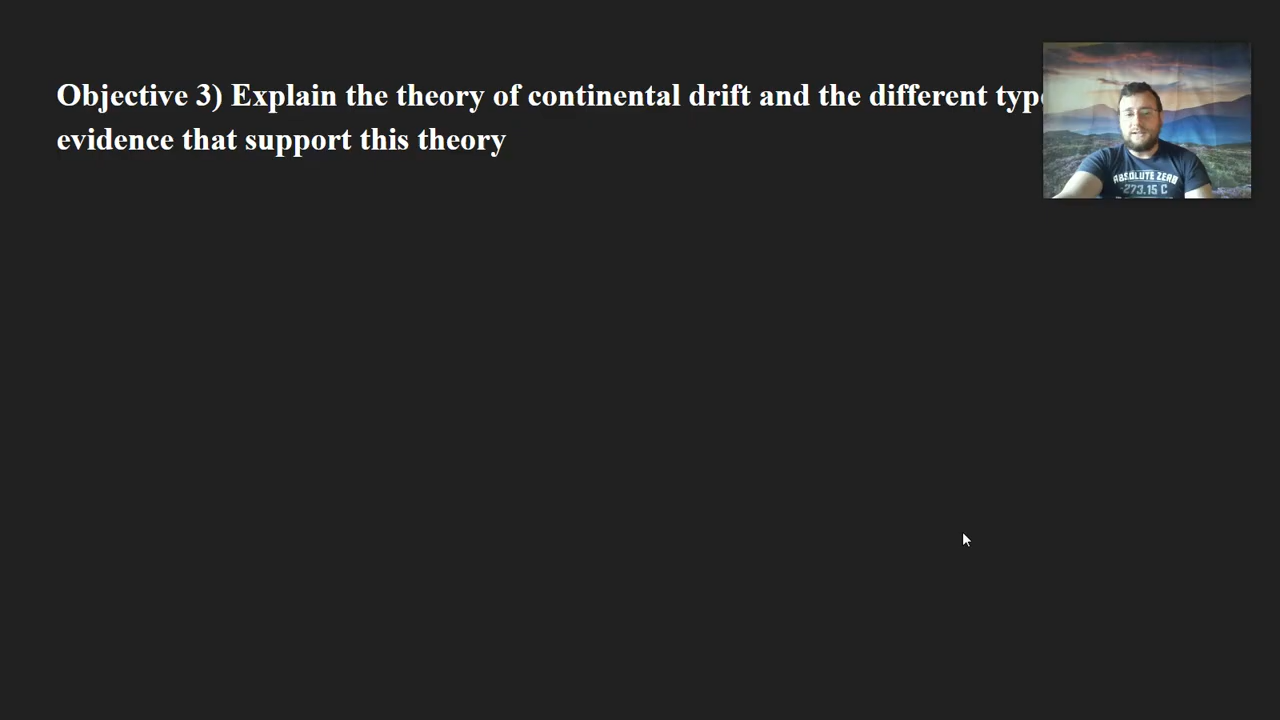 Objective 3) Explain the theory of continental drift and the different
evidence that support this theory
ABSOLUTE ZERO
-273.15 C